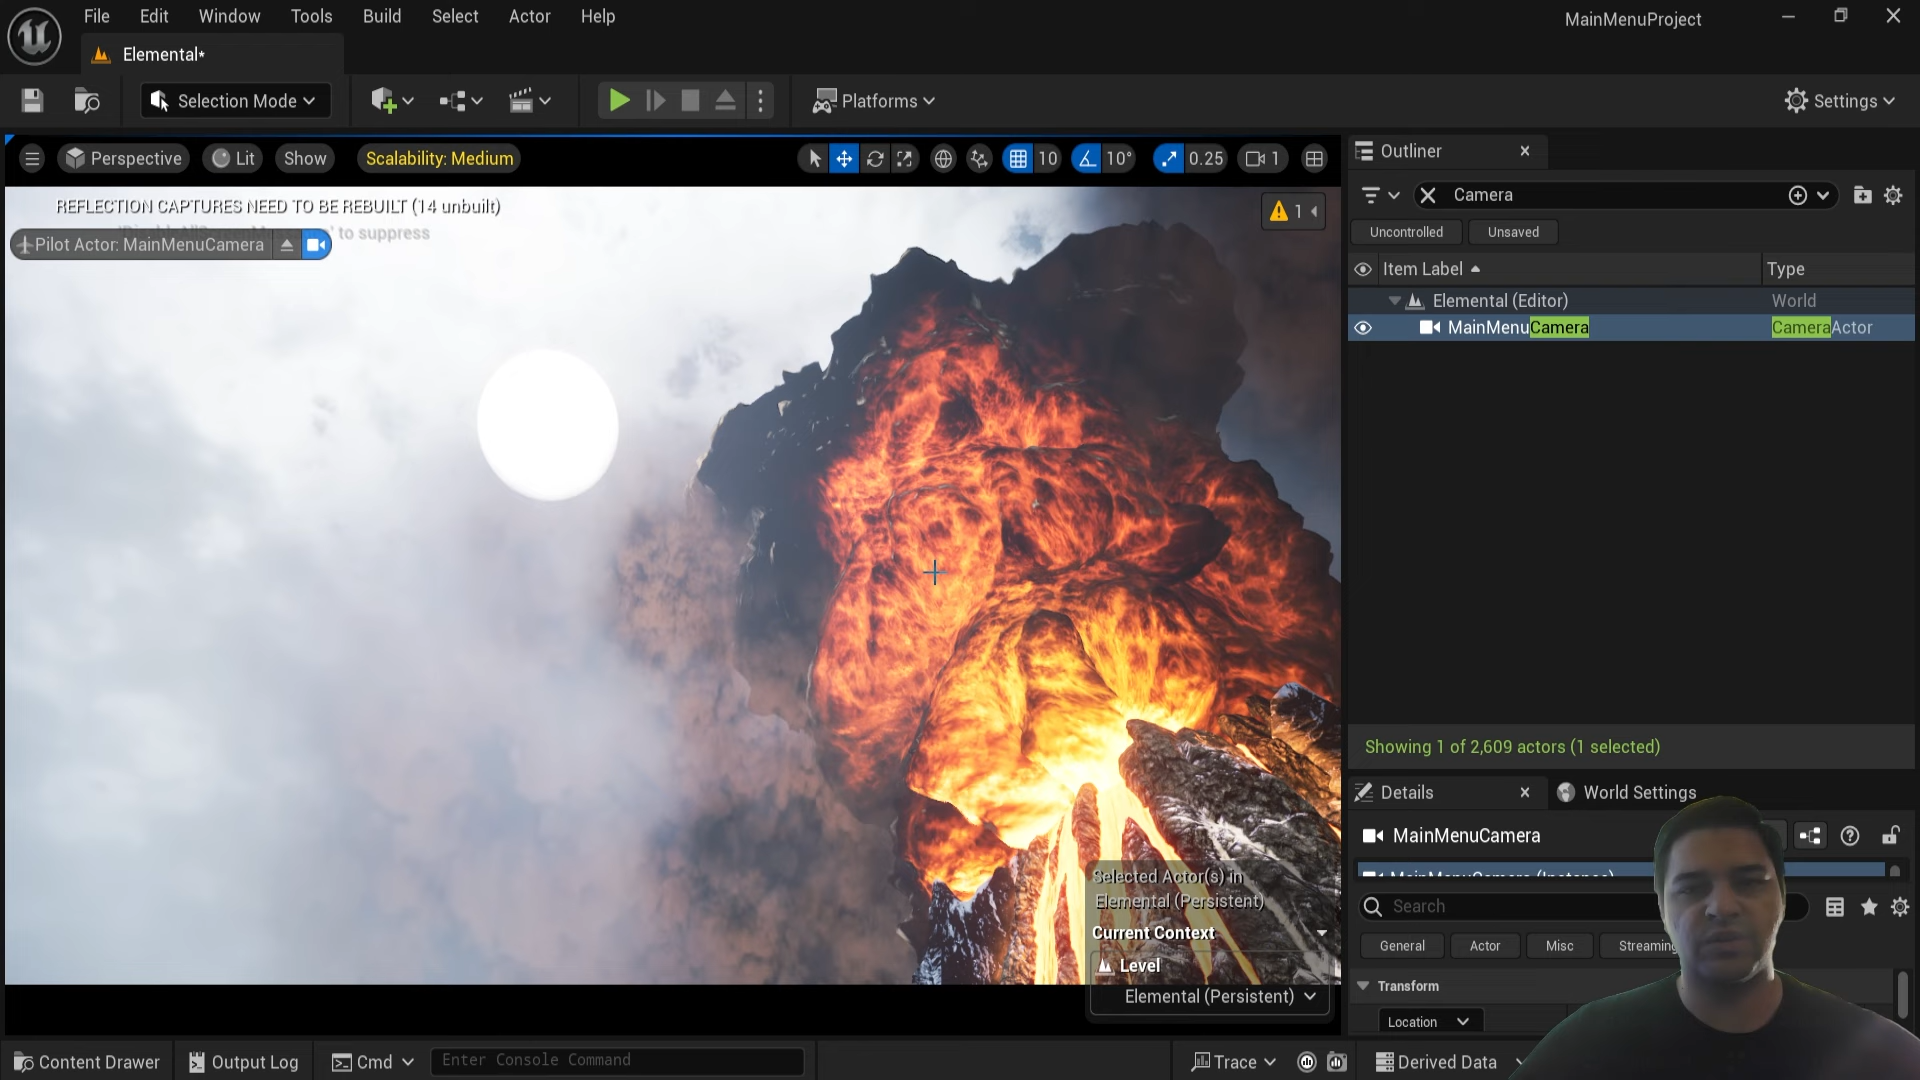 File Edit Window Tools Build Select Actor Help
MainMenuProject
Elemental*
Selection Mode
Platforms
Settings
Perspective
Lit
Show
Scalability: Medium
10
10°
0.25
1
REFLECTION CAPTURES NEED TO BE REBUILT (14 unbuilt)
to suppress
Pilot Actor: MainMenuCamera
1
Selected Actor(s) in
Elemental (Persistent)
Current Context
Level
Elemental (Persistent)
Outliner
Camera
Uncontrolled
Unsaved
Item Label
Type
Elemental (Editor)
World
MainMenuCamera
CameraActor
Showing 1 of 2,609 actors (1 selected)
Details
World Settings
MainMenuCamera
MainMenuCamera (Instance)
Search
General
Actor
Misc
Streaming
Transform
Location
Content Drawer
Output Log
Cmd
Enter Console Command
Trace
Derived Data